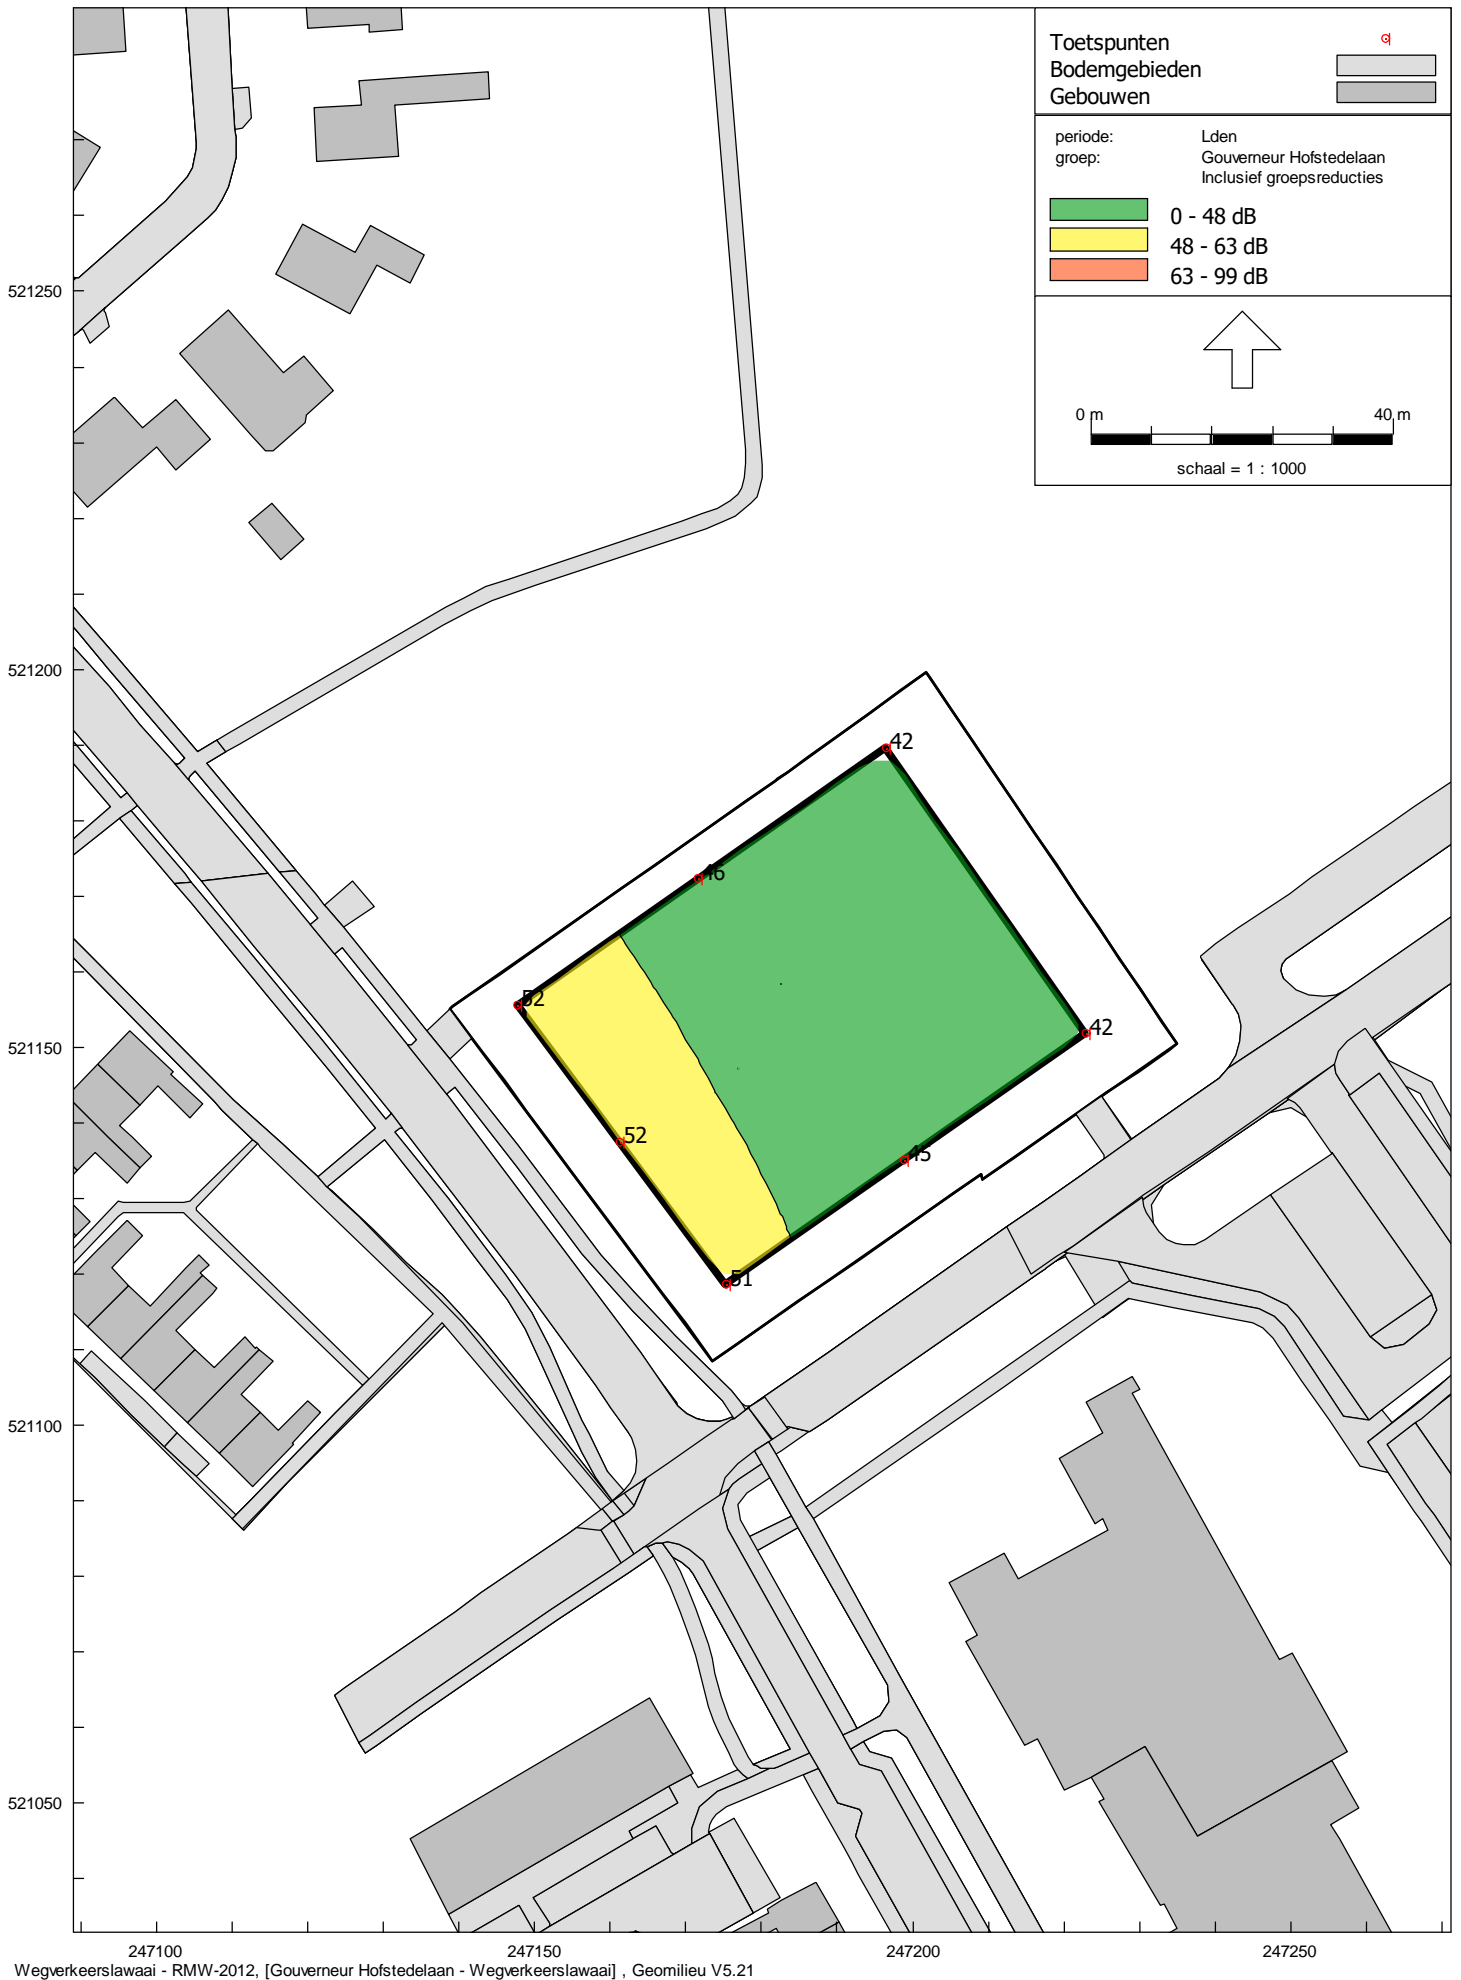 Toetspunten
Bodemgebieden
Gebouwen
periode: Lden
groep: Gouverneur Hofstedelaan
Inclusief groepsreducties
0 - 48 dB
48 - 63 dB
63 - 99 dB
0 m 40 m
schaal = 1 : 1000
521250
521200
521150
521100
521050
42
46
52
42
52
45
51
247100 247150 247200 247250
Wegverkeerslawaai - RMW-2012, [Gouverneur Hofstedelaan - Wegverkeerslawaai] , Geomilieu V5.21